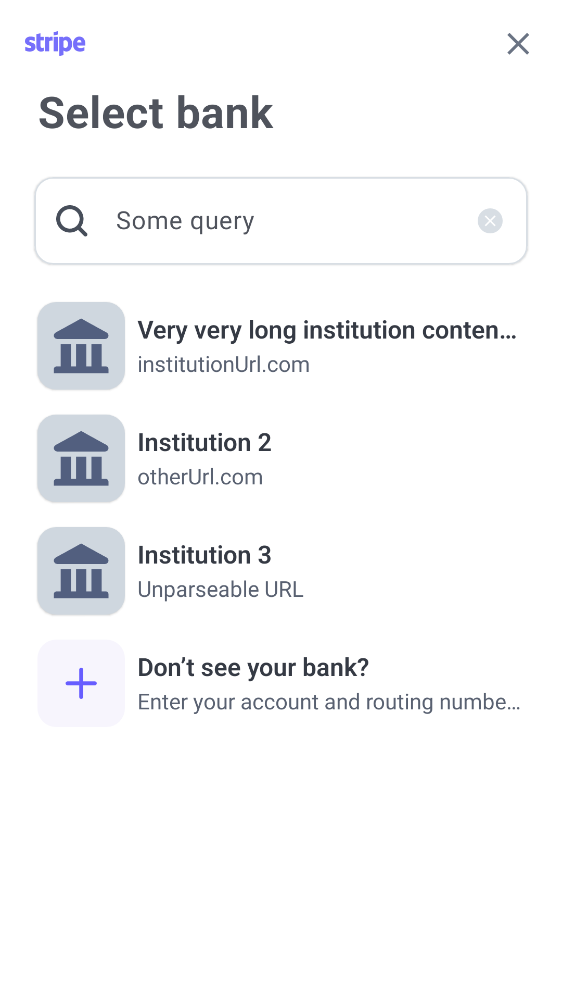 stripe
Select bank
Some query
Very very long institution conten…
institutionUrl.com
Institution 2
otherUrl.com
Institution 3
Unparseable URL
Don’t see your bank?
Enter your account and routing numbe…